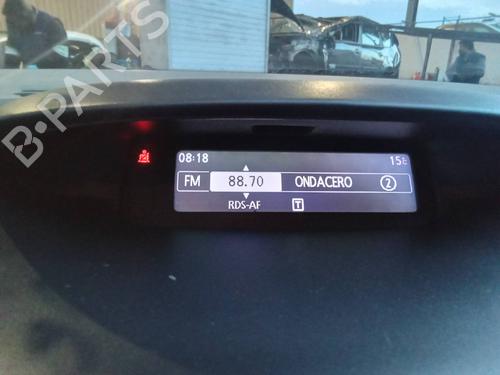 B-PARTS
08:18 15E
FM 88.70 ONDACERO 2
RDS-AF T